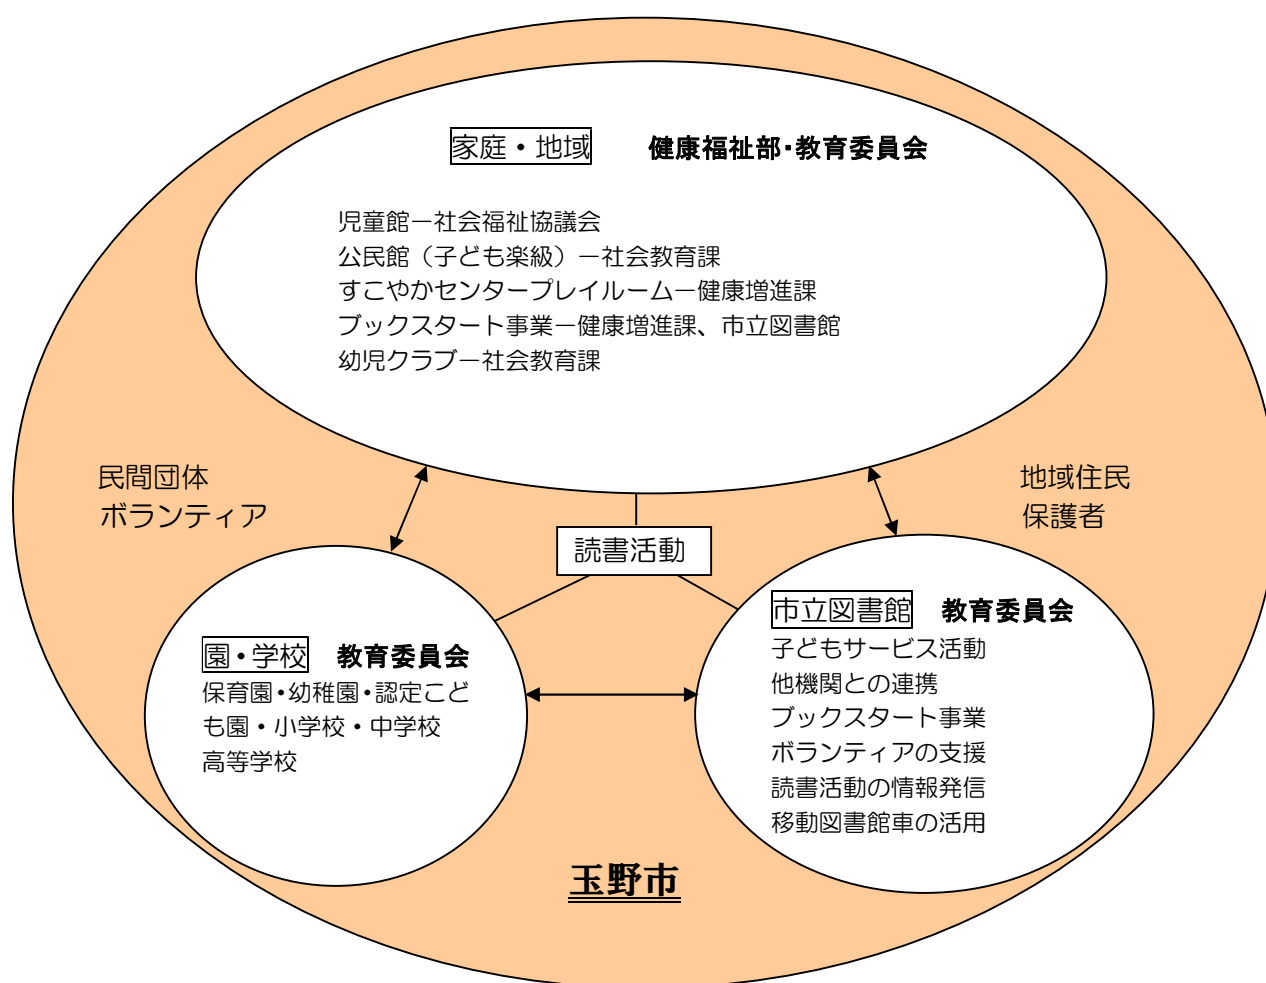 家庭・地域 健康福祉部・教育委員会
児童館－社会福祉協議会
公民館（子ども楽級）－社会教育課
すこやかセンタープレイルーム－健康増進課
ブックスタート事業－健康増進課、市立図書館
幼児クラブ－社会教育課
民間団体
ボランティア
地域住民
保護者
読書活動
園・学校 教育委員会
保育園・幼稚園・認定こど
も園・小学校・中学校
高等学校
市立図書館 教育委員会
子どもサービス活動
他機関との連携
ブックスタート事業
ボランティアの支援
読書活動の情報発信
移動図書館車の活用
玉野市